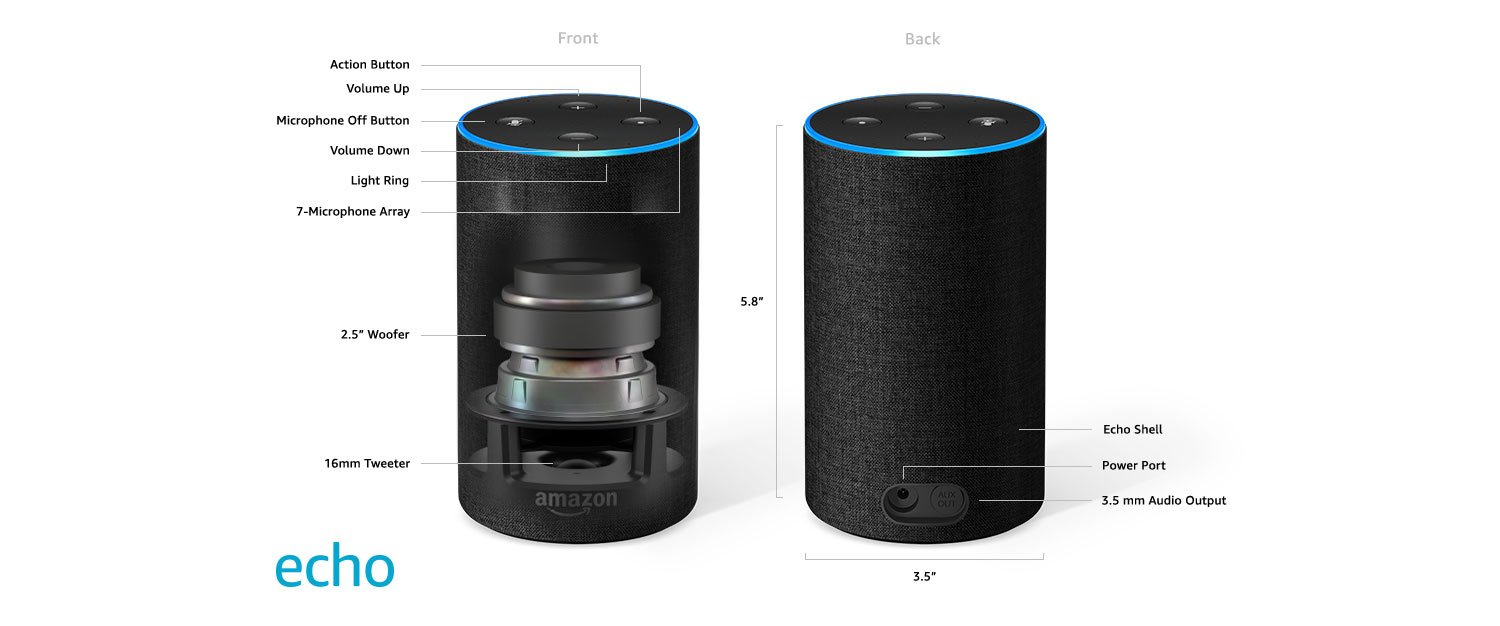 Front
Back
Action Button
Volume Up
Microphone Off Button
Volume Down
Light Ring
7-Microphone Array
5.8”
2.5” Woofer
Echo Shell
16mm Tweeter
Power Port
amazon
AUX
OUT
3.5 mm Audio Output
echo
3.5”